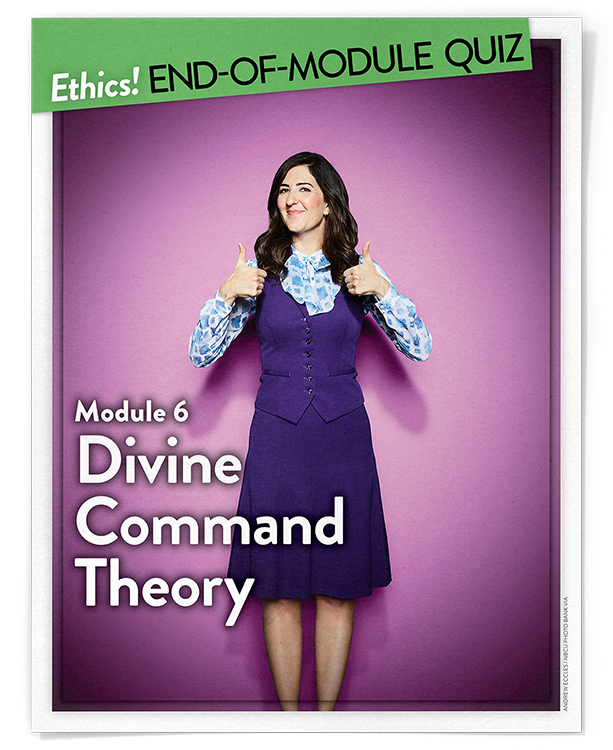 Ethics! END-OF-MODULE QUIZ
Module 6
Divine
Command
Theory
ANDREW ECCLES / NBCU PHOTO BANK VIA